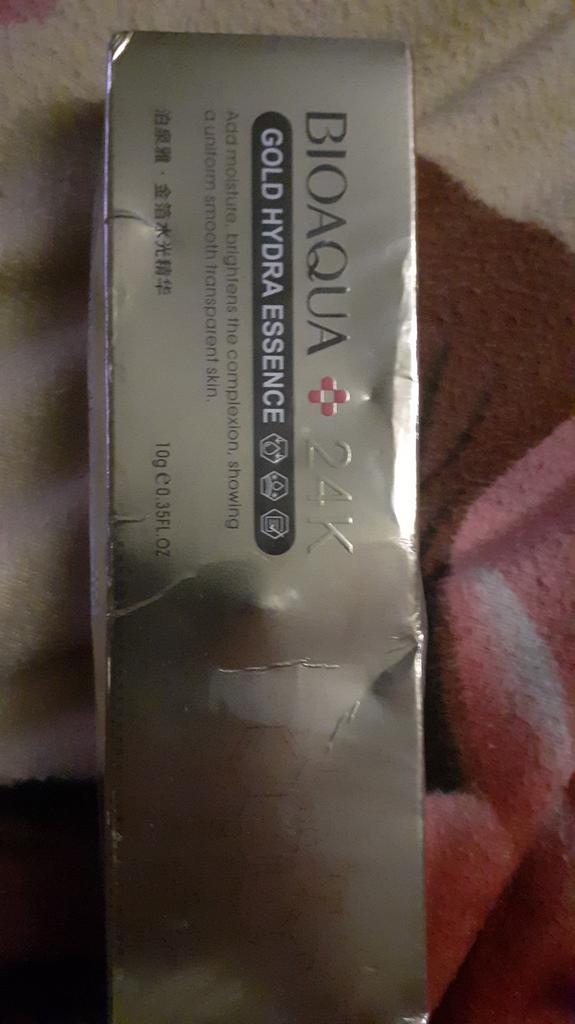 BIOAQUA 24K
GOLD HYDRA ESSENCE
Add moisture, brightens the complexion, showing
a uniform smooth transparent skin.
泊泉雅·金箔水光精华
10g e 0.35FL.OZ